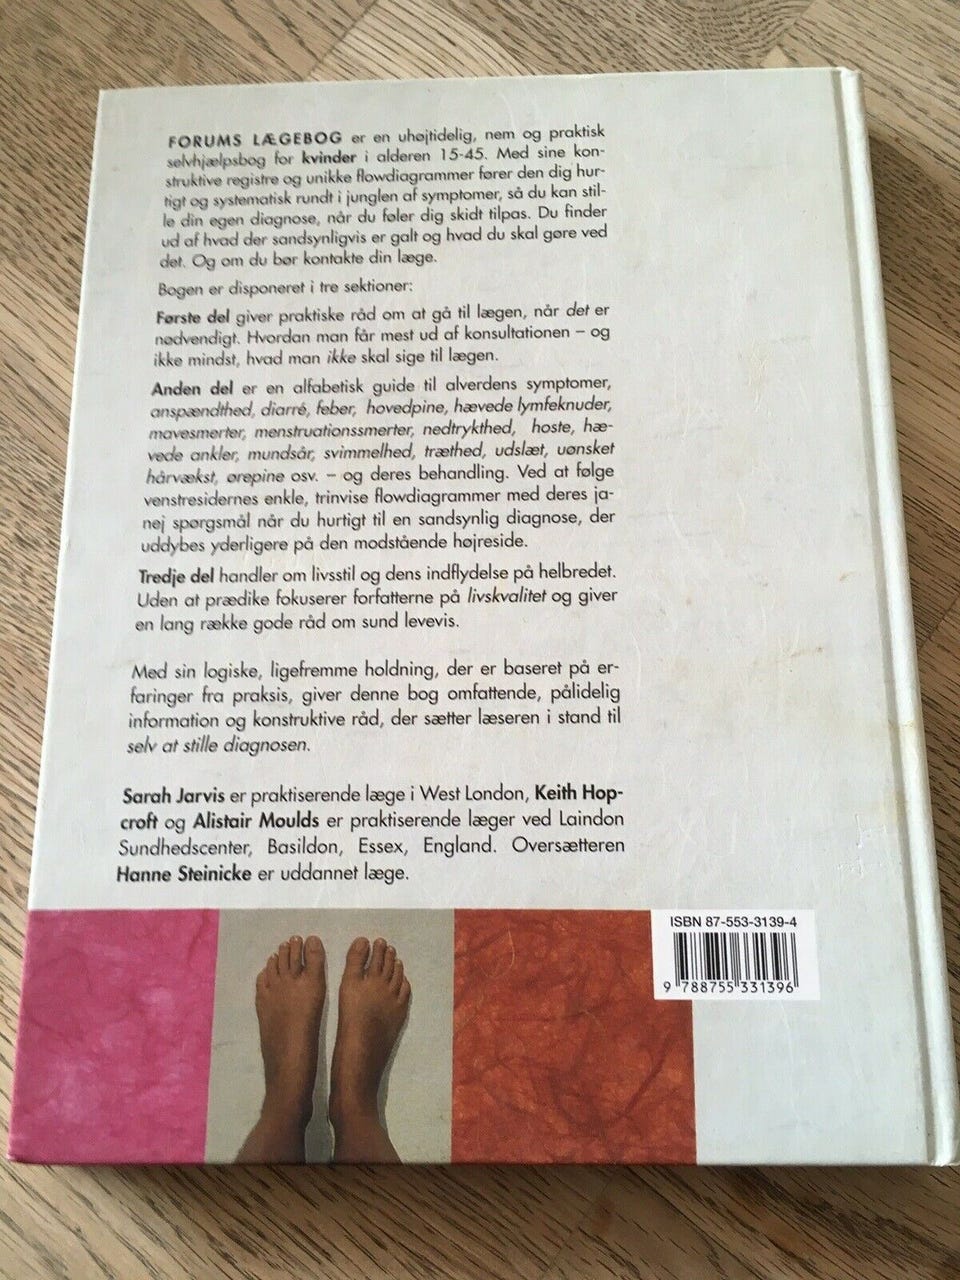 FORUMS LÆGEBOG er en uhøjtidelig, nem og praktisk
selvhjælpsbog for kvinder i alderen 15-45. Med sine kon-
struktive registre og unikke flowdiagrammer fører den dig hur-
tigt og systematisk rundt i junglen af symptomer, så du kan stil-
le din egen diagnose, når du føler dig skidt tilpas. Du finder
ud af hvad der sandsynligvis er galt og hvad du skal gøre ved
det. Og om du bør kontakte din læge.
Bogen er disponeret i tre sektioner:
Første del giver praktiske råd om at gå til lægen, når det er
nødvendigt. Hvordan man får mest ud af konsultationen – og
ikke mindst, hvad man ikke skal sige til lægen.
Anden del er en alfabetisk guide til alverdens symptomer,
anspændthed, diarré, feber, hovedpine, hævede lymfeknuder,
mavesmerter, menstruationssmerter, nedtrykthed, hoste, hæ-
vede ankler, mundsår, svimmelhed, træthed, udslæt, uønsket
hårvækst, ørepine osv. – og deres behandling. Ved at følge
venstresidernes enkle, trinvise flowdiagrammer med deres ja-
nej spørgsmål når du hurtigt til en sandsynlig diagnose, der
uddybes yderligere på den modstående højreside.
Tredje del handler om livsstil og dens indflydelse på helbredet.
Uden at prædike fokuserer forfatterne på livskvalitet og giver
en lang række gode råd om sund levevis.
Med sin logiske, ligefremme holdning, der er baseret på er-
faringer fra praksis, giver denne bog omfattende, pålidelig
information og konstruktive råd, der sætter læseren i stand til
selv at stille diagnosen.
Sarah Jarvis er praktiserende læge i West London, Keith Hop-
croft og Alistair Moulds er praktiserende læger ved Laindon
Sundhedscenter, Basildon, Essex, England. Oversætteren
Hanne Steinicke er uddannet læge.
ISBN 87-553-3139-4
9 788755 331396